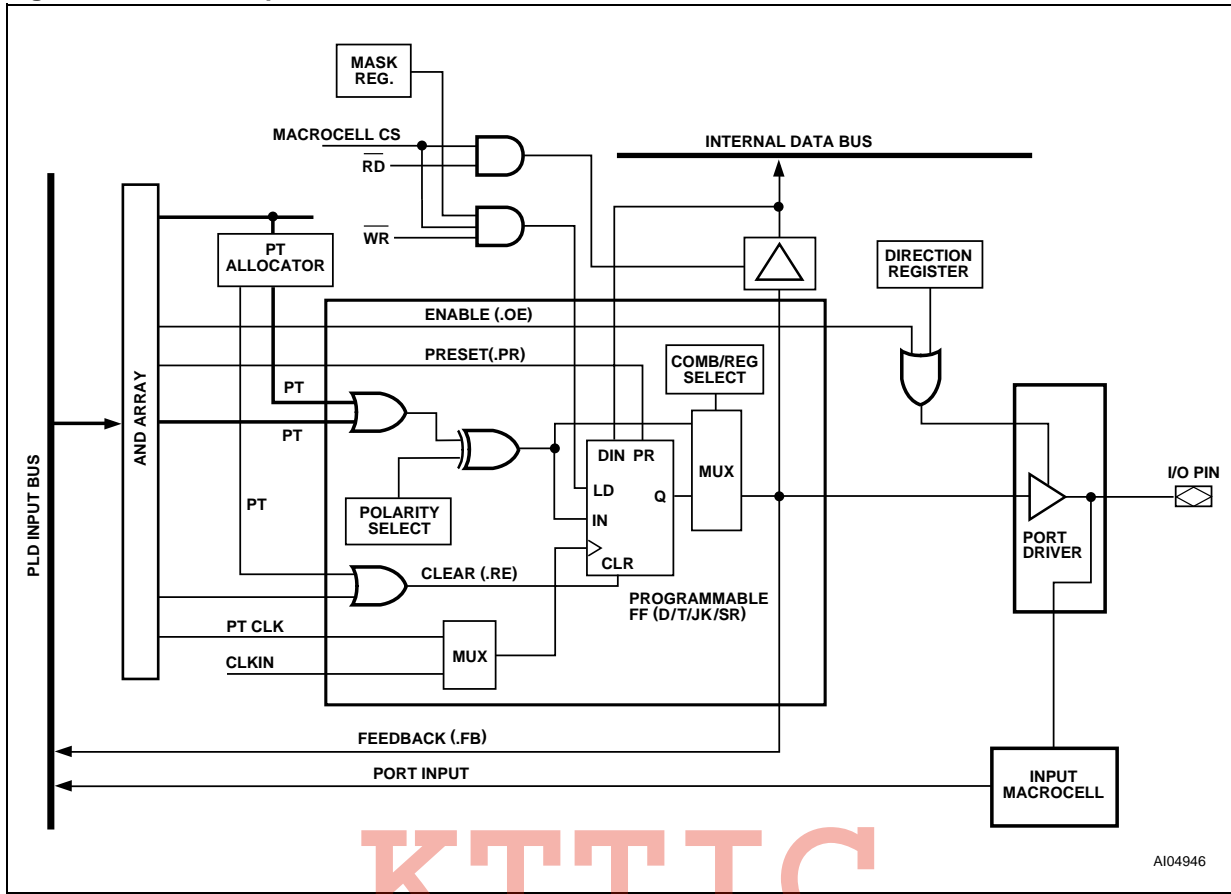 MASK
REG.
MACROCELL CS
RD
WR
INTERNAL DATA BUS
PT
ALLOCATOR
DIRECTION
REGISTER
ENABLE (.OE)
PRESET(.PR)
COMB/REG
SELECT
PT
PT
AND ARRAY
PLD INPUT BUS
DIN PR
MUX
LD
Q
IN
CLR
I/O PIN
POLARITY
SELECT
PT
PORT
DRIVER
CLEAR (.RE)
PROGRAMMABLE
FF (D/T/JK/SR)
PT CLK
MUX
CLKIN
FEEDBACK (.FB)
PORT INPUT
INPUT
MACROCELL
AI04946